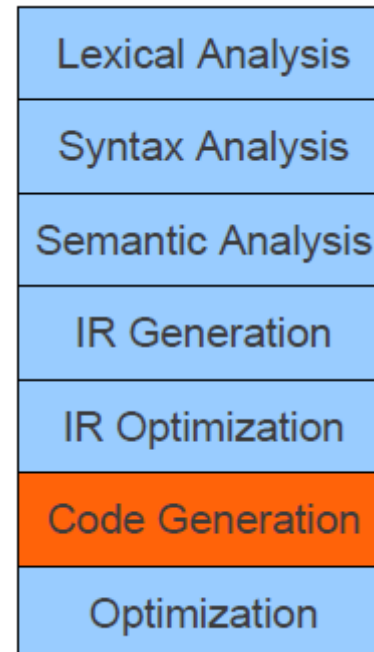 Lexical Analysis
Syntax Analysis
Semantic Analysis
IR Generation
IR Optimization
Code Generation
Optimization